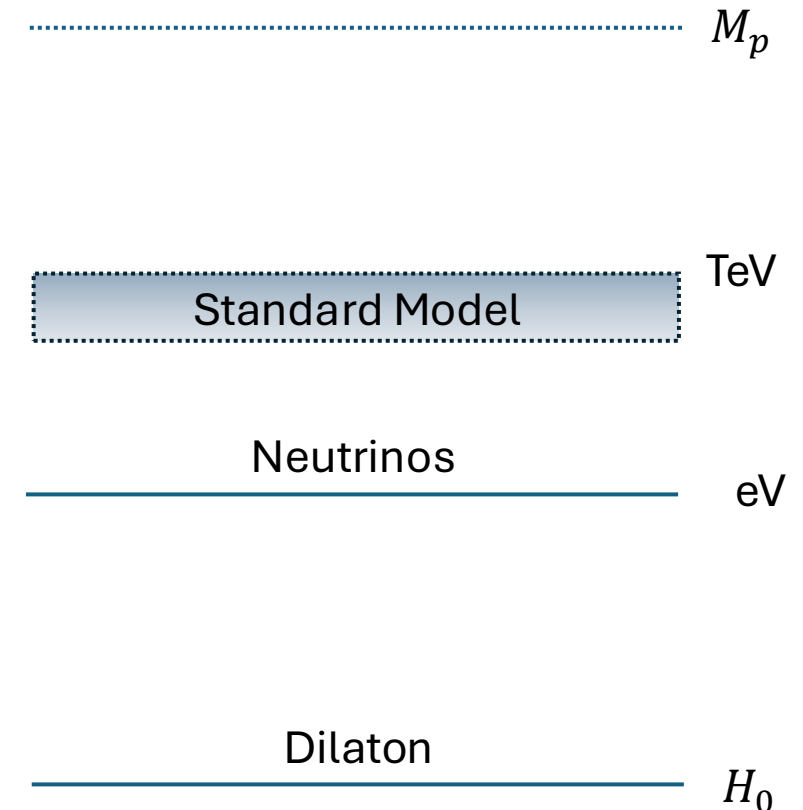 M_p
TeV
Standard Model
Neutrinos
eV
Dilaton
H_0